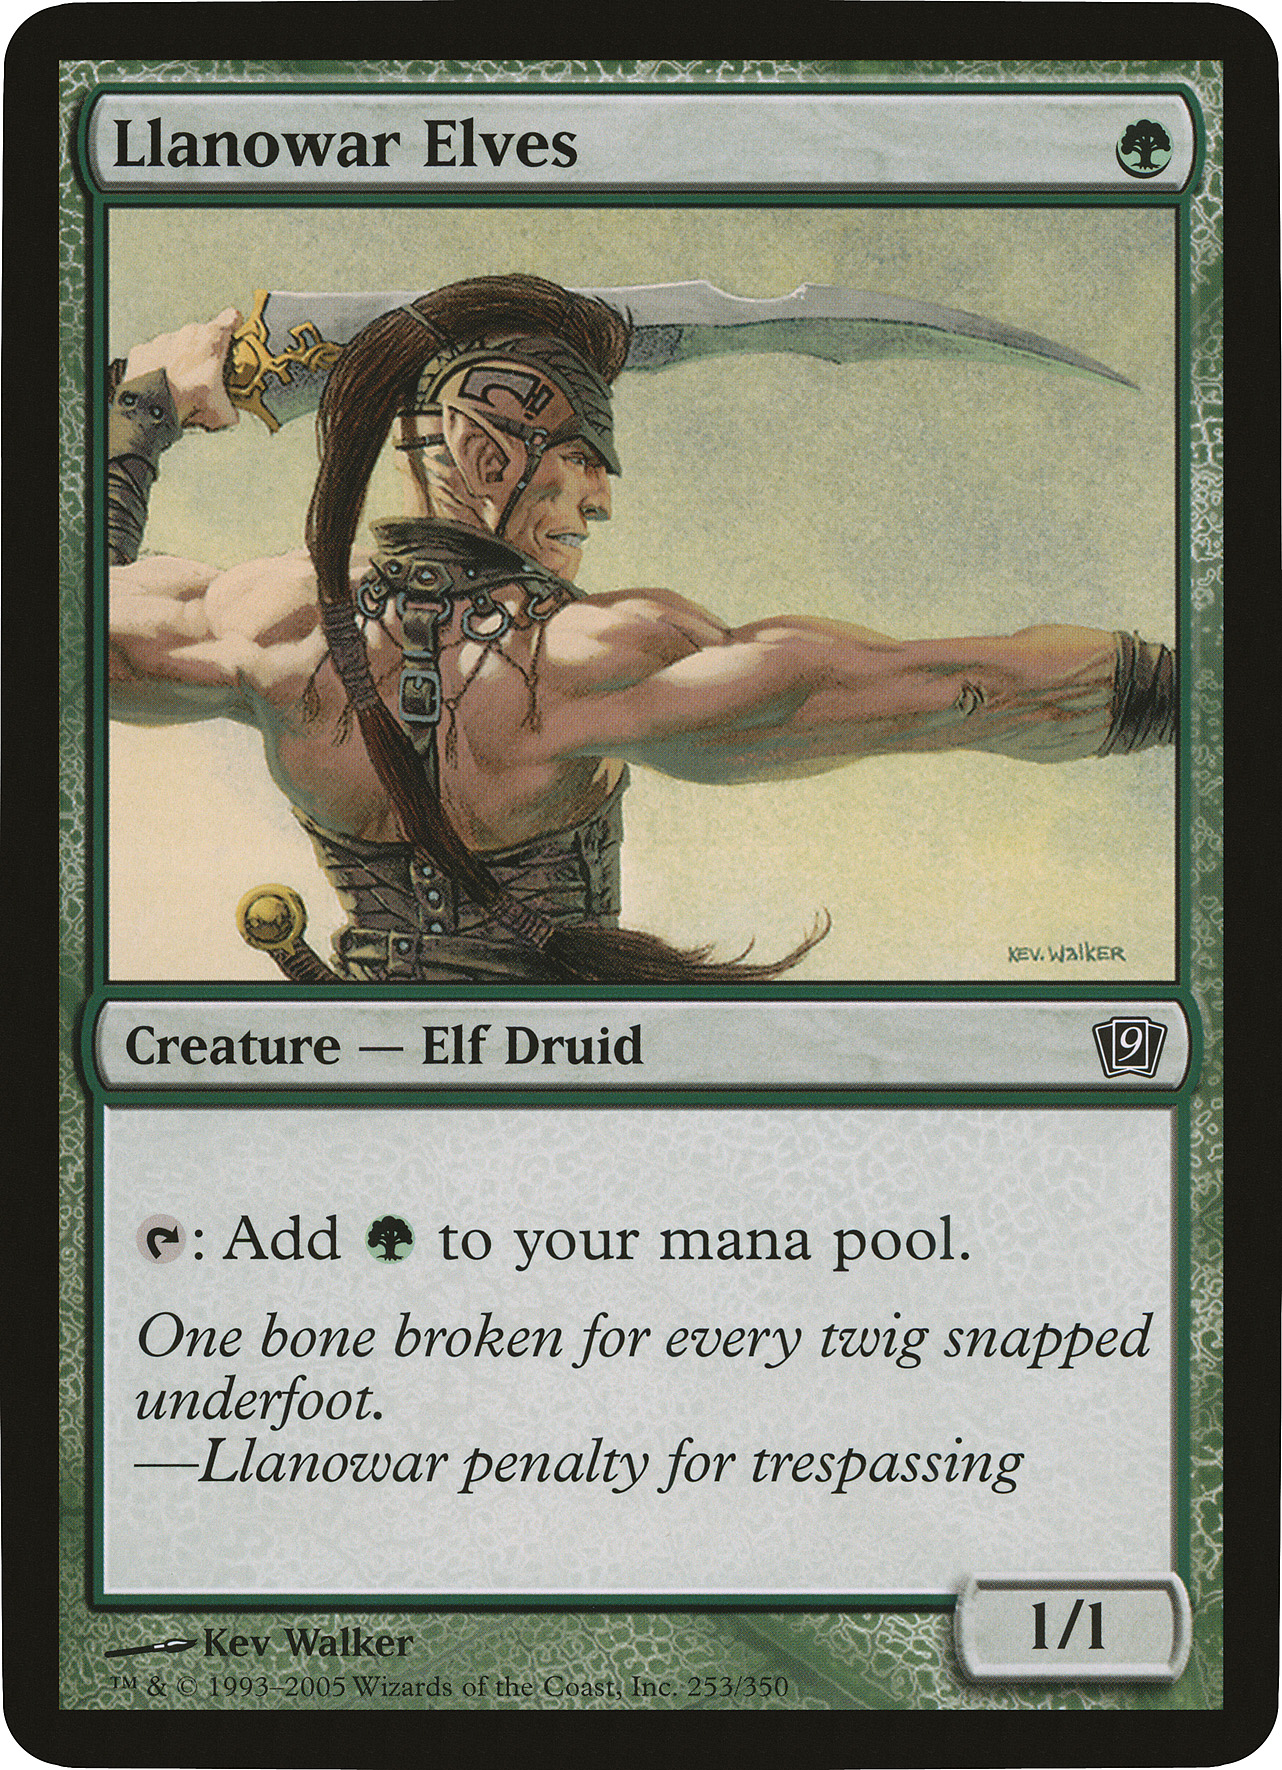 Llanowar Elves
KEV. WALKER
Creature — Elf Druid
9
: Add to your mana pool.
One bone broken for every twig snapped
underfoot.
—Llanowar penalty for trespassing
1/1
Kev Walker
™ & © 1993–2005 Wizards of the Coast, Inc. 253/350